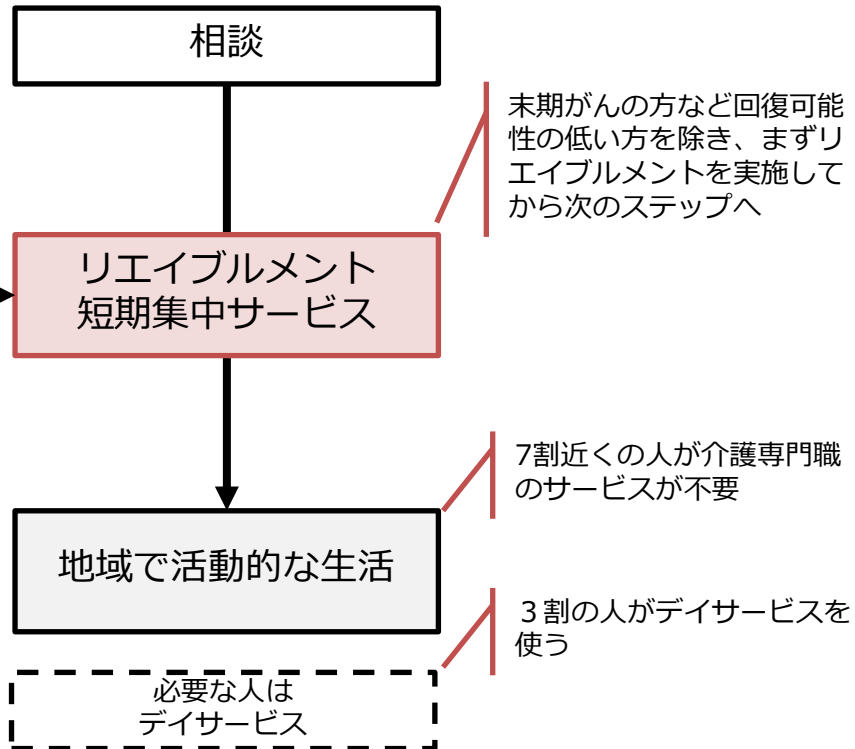 相談
末期がんの方など回復可能
性の低い方を除き、まずリ
エイブルメントを実施して
から次のステップへ
リエイブルメント
短期集中サービス
7割近くの人が介護専門職
のサービスが不要
地域で活動的な生活
３割の人がデイサービスを
使う
必要な人は
デイサービス